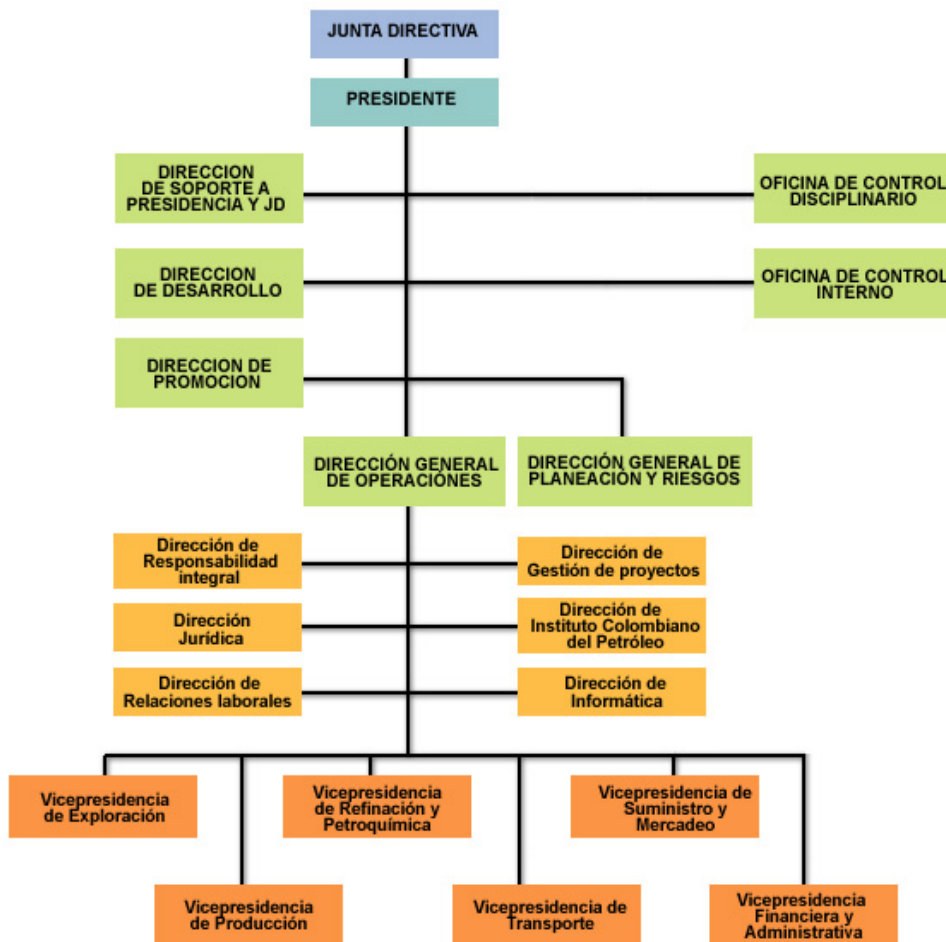 JUNTA DIRECTIVA
PRESIDENTE
DIRECCION
DE SOPORTE A
PRESIDENCIA Y JD
OFICINA DE CONTROL
DISCIPLINARIO
DIRECCION
DE DESARROLLO
OFICINA DE CONTROL
INTERNO
DIRECCION DE
PROMOCION
DIRECCIÓN GENERAL
DE OPERACIÓNES
DIRECCIÓN GENERAL DE
PLANEACIÓN Y RIESGOS
Dirección de
Responsabilidad
integral
Dirección de
Gestión de proyectos
Dirección
Jurídica
Dirección de
Instituto Colombiano
del Petróleo
Dirección de
Relaciones laborales
Dirección de
Informática
Vicepresidencia
de Exploración
Vicepresidencia
de Refinación y
Petroquímica
Vicepresidencia de
Suministro y
Mercadeo
Vicepresidencia
de Producción
Vicepresidencia de
Transporte
Vicepresidencia
Financiera y
Administrativa